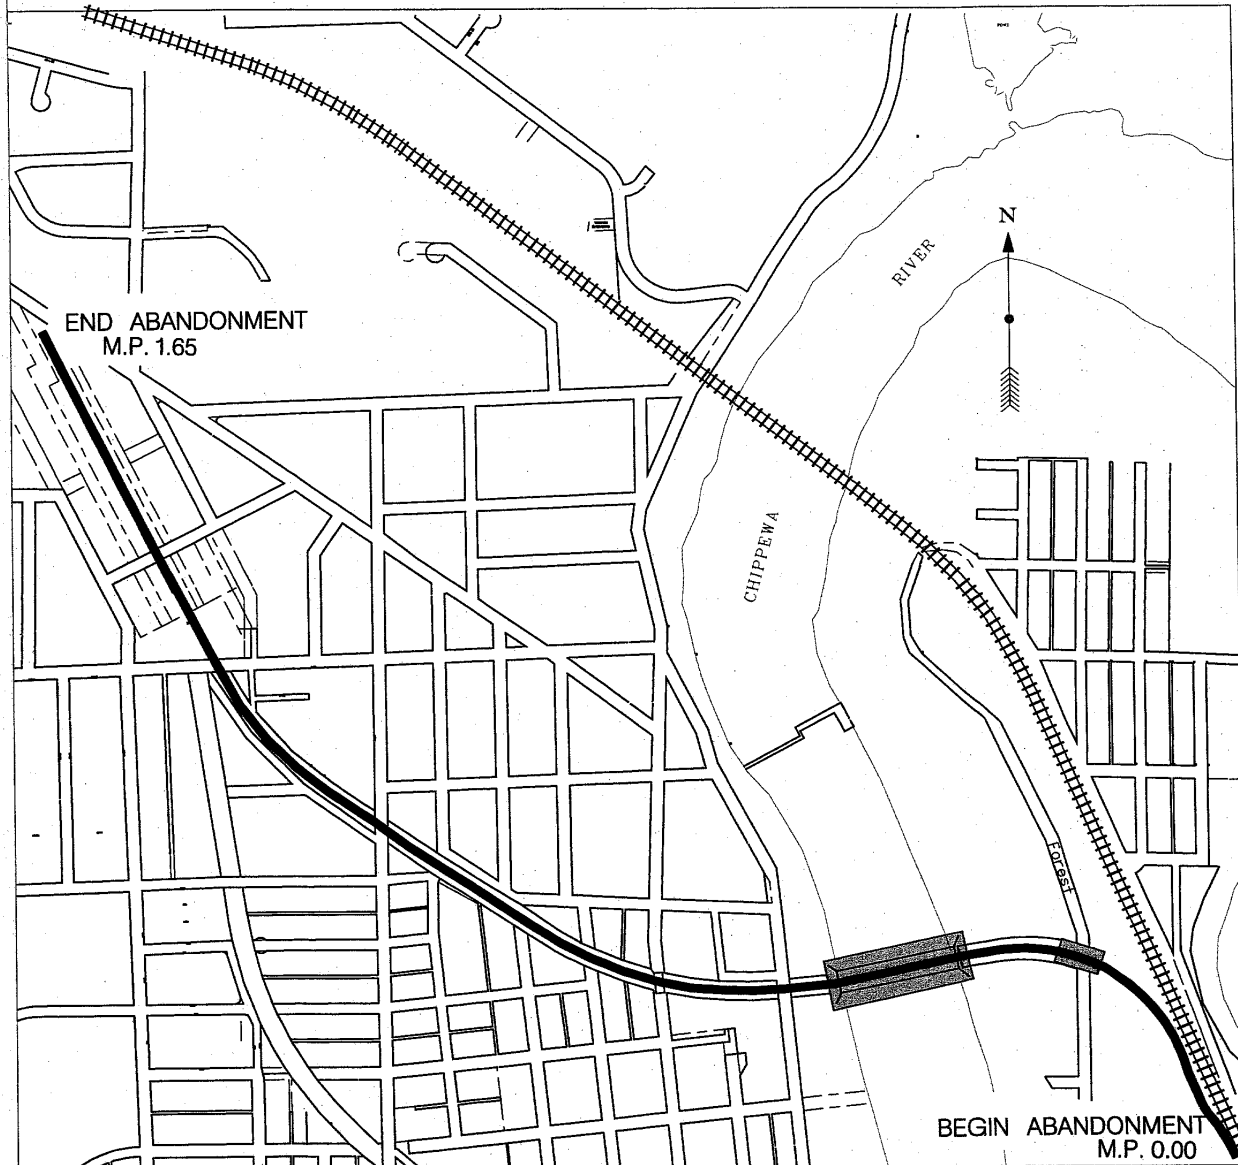 N
RIVER
END ABANDONMENT
M.P. 1.65
CHIPPEWA
Forest
BEGIN ABANDONMENT
M.P. 0.00